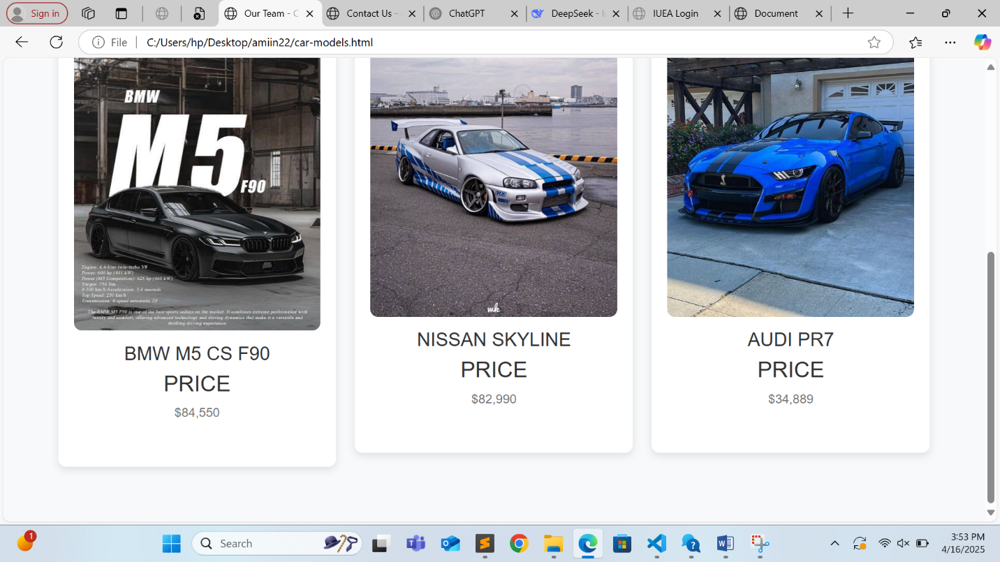 Sign in
Our Team - C
Contact Us -
ChatGPT
DeepSeek - I
IUEA Login
Document
File
C:/Users/hp/Desktop/amiin22/car-models.html
BMW
M5
F90
Engine: 4.4-liter twin-turbo V8
Power: 600 hp (441 kW)
Power (M5 Competition): 625 hp (460 kW)
Torque: 750 Nm
0-100 km/h Acceleration: 3.4 seconds
Top Speed: 250 km/h
Transmission: 8-speed automatic ZF
The BMW M5 F90 is one of the best sports sedans on the market. It combines extreme performance with
luxury and comfort, offering advanced technology and driving dynamics that make it a versatile and
thrilling driving experience.
BMW M5 CS F90
PRICE
$84,550
wk
NISSAN SKYLINE
PRICE
$82,990
AUDI PR7
PRICE
$34,889
1
Search
3:53 PM
4/16/2025